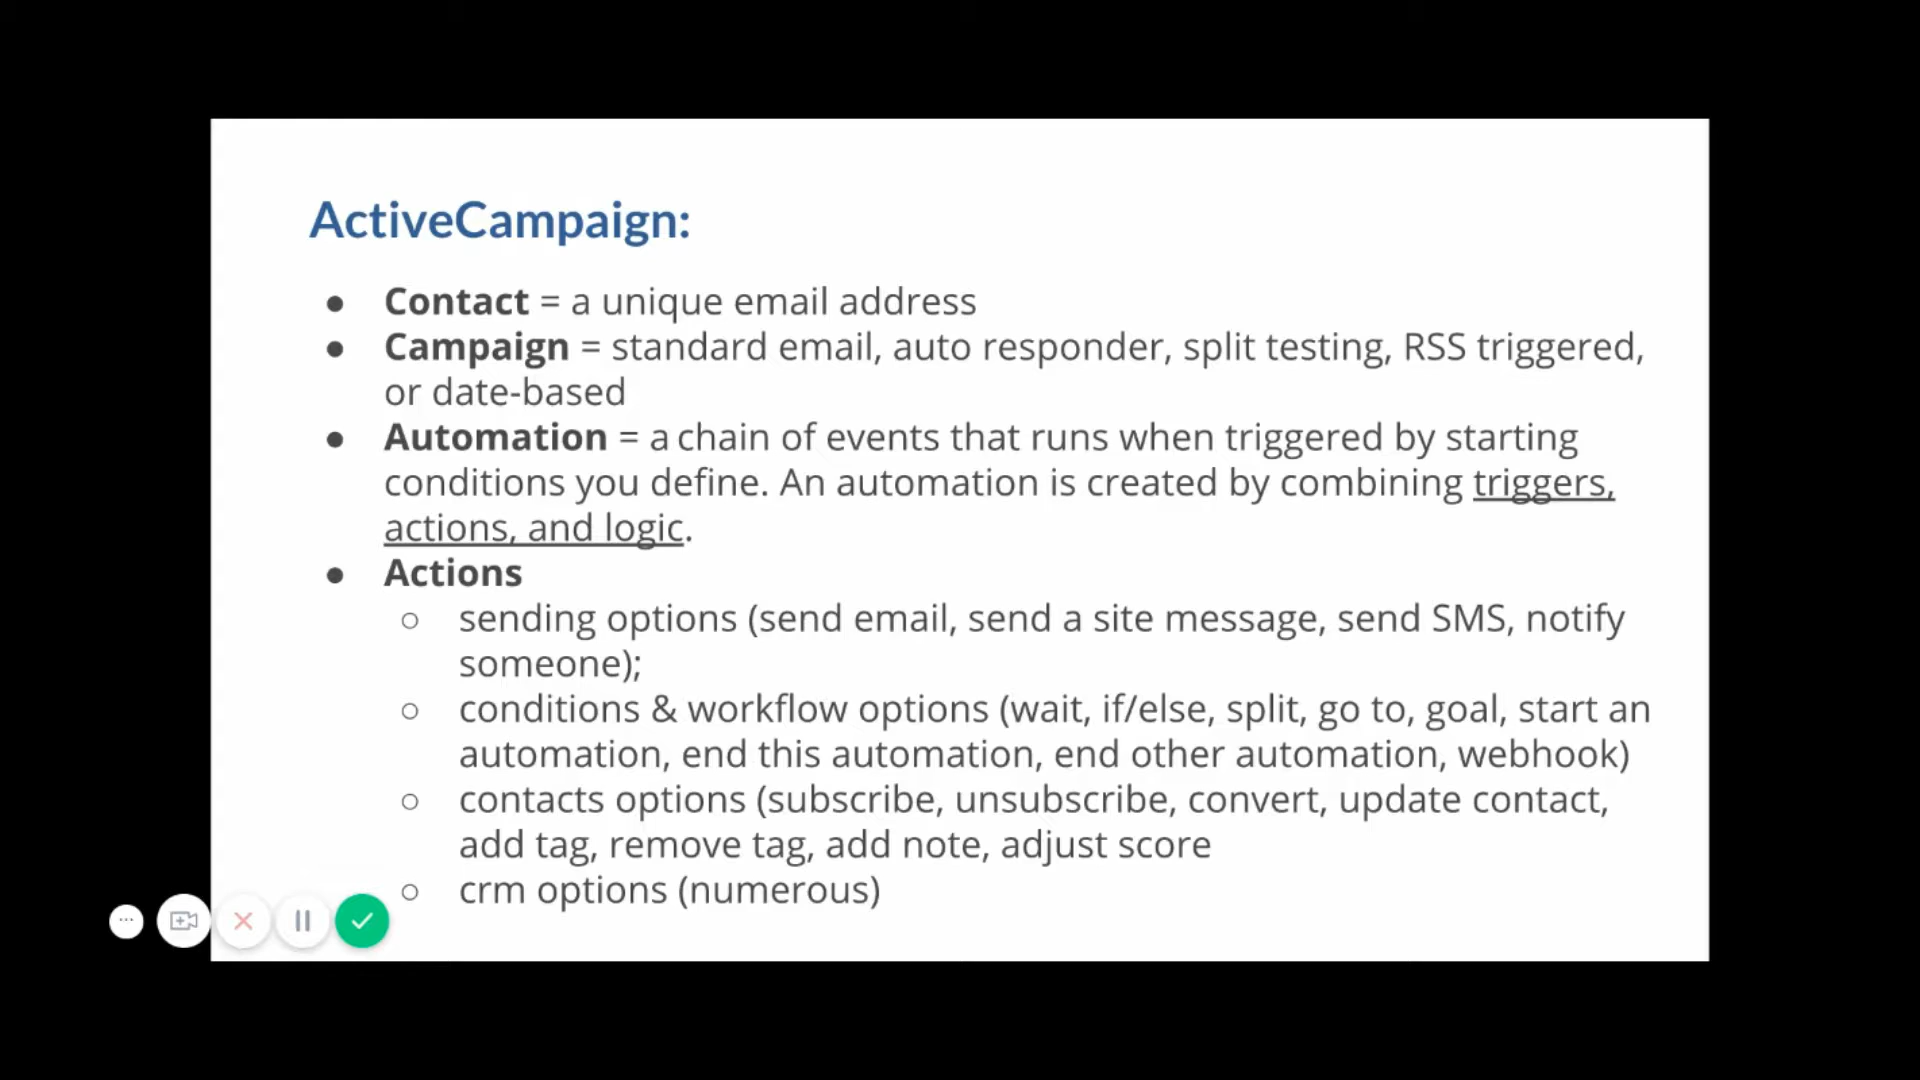 ActiveCampaign:
● Contact = a unique email address
● Campaign = standard email, auto responder, split testing, RSS triggered,
or date-based
● Automation = a chain of events that runs when triggered by starting
conditions you define. An automation is created by combining triggers,
actions, and logic.
● Actions
○ sending options (send email, send a site message, send SMS, notify
someone);
○ conditions & workflow options (wait, if/else, split, go to, goal, start an
automation, end this automation, end other automation, webhook)
○ contacts options (subscribe, unsubscribe, convert, update contact,
add tag, remove tag, add note, adjust score
○ crm options (numerous)